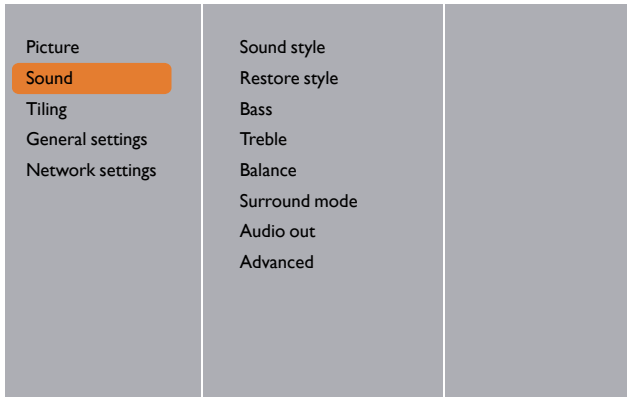 Picture
Sound
Tiling
General settings
Network settings
Sound style
Restore style
Bass
Treble
Balance
Surround mode
Audio out
Advanced